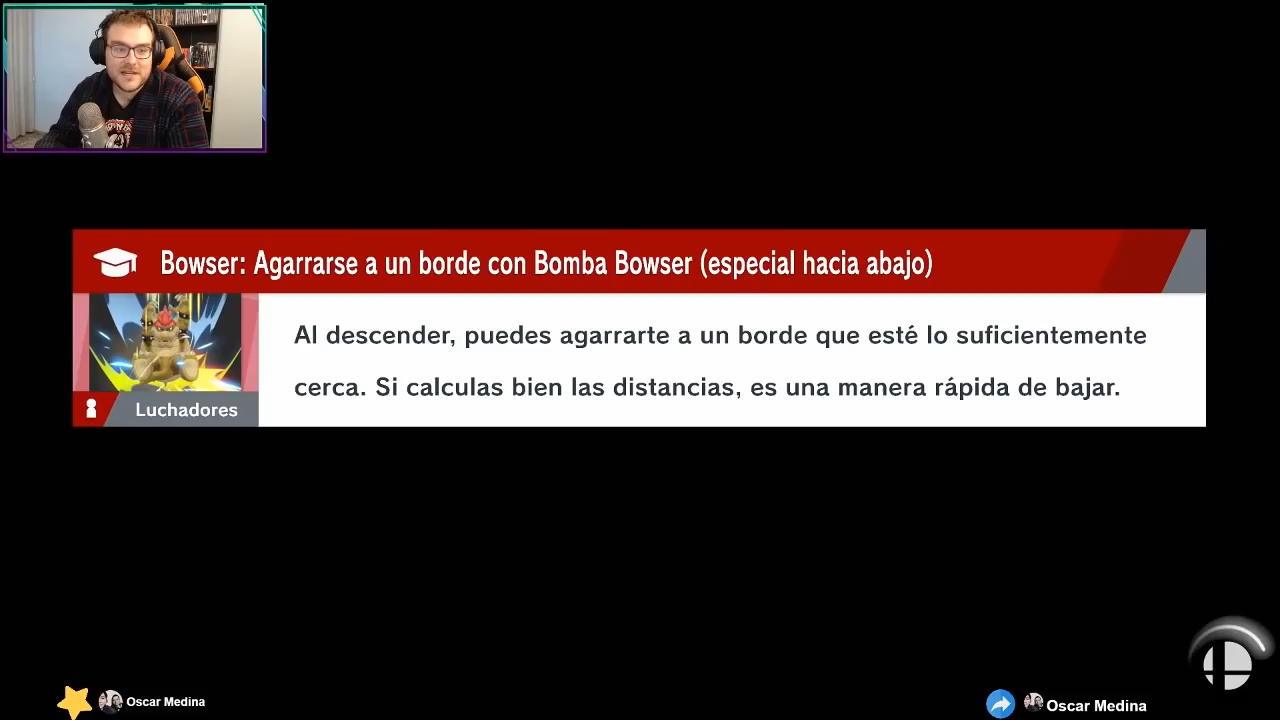 Bowser: Agarrarse a un borde con Bomba Bowser (especial hacia abajo)
Al descender, puedes agarrarte a un borde que esté lo suficientemente
cerca. Si calculas bien las distancias, es una manera rápida de bajar.
Luchadores
Oscar Medina
Oscar Medina